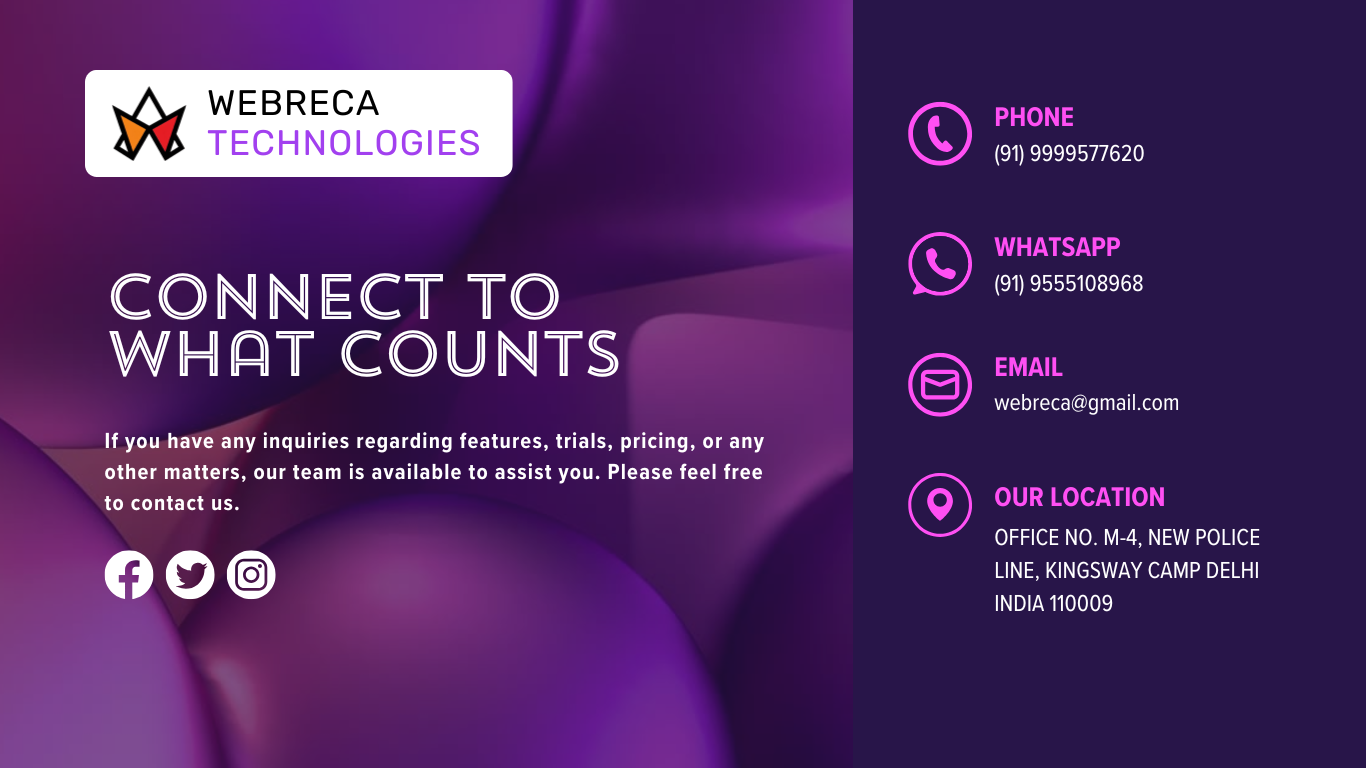 WEBRECA
TECHNOLOGIES
CONNECT TO
WHAT COUNTS
If you have any inquiries regarding features, trials, pricing, or any
other matters, our team is available to assist you. Please feel free
to contact us.
PHONE
(91) 9999577620
WHATSAPP
(91) 9555108968
EMAIL
webreca@gmail.com
OUR LOCATION
OFFICE NO. M-4, NEW POLICE
LINE, KINGSWAY CAMP DELHI
INDIA 110009